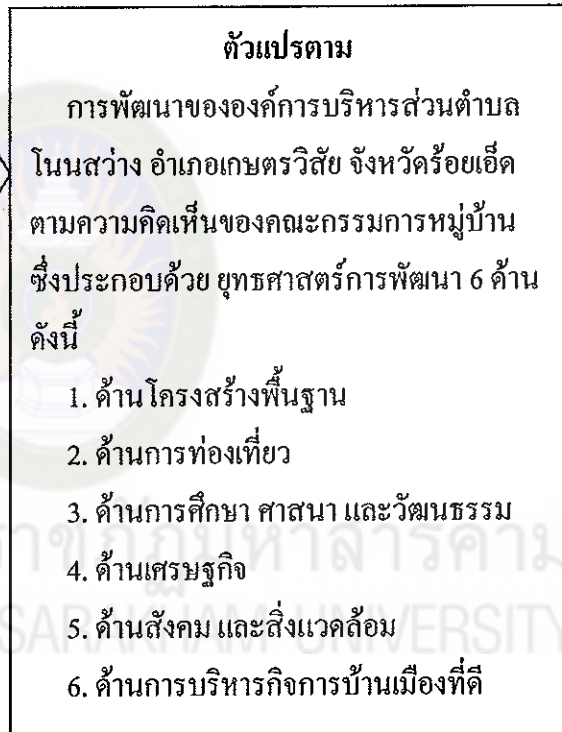 ตัวแปรตาม
การพัฒนาขององค์การบริหารส่วนตำบล
โนนสว่าง อำเภอเกษตรวิสัย จังหวัดร้อยเอ็ด
ตามความคิดเห็นของคณะกรรมการหมู่บ้าน
ซึ่งประกอบด้วย ยุทธศาสตร์การพัฒนา 6 ด้าน
ดังนี้
1. ด้านโครงสร้างพื้นฐาน
2. ด้านการท่องเที่ยว
3. ด้านการศึกษา ศาสนา และวัฒนธรรม
4. ด้านเศรษฐกิจ
5. ด้านสังคม และสิ่งแวดล้อม
6. ด้านการบริหารกิจการบ้านเมืองที่ดี